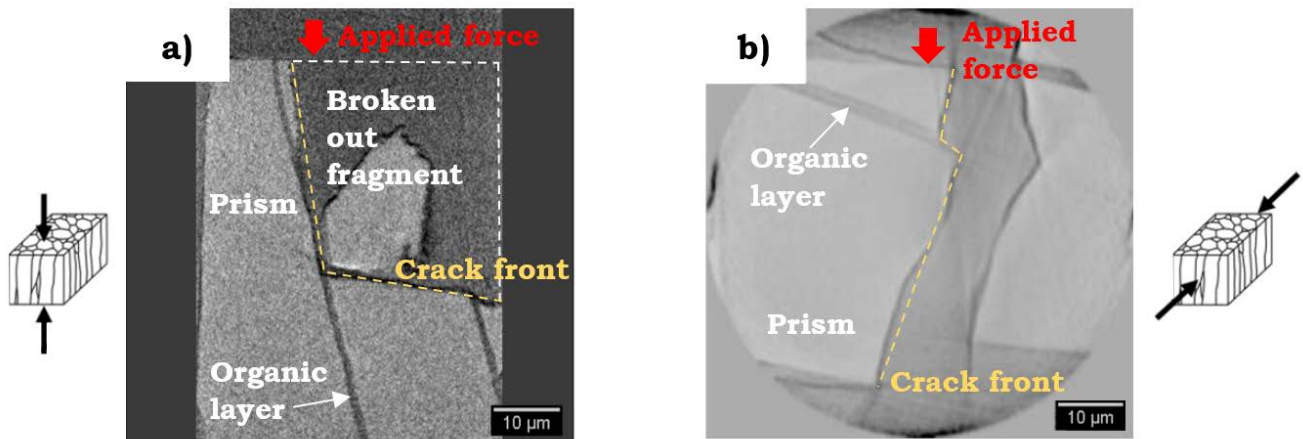 a)
Applied force
Broken
out
fragment
Prism
Crack front
Organic
layer
10 µm
b)
Applied
force
Organic
layer
Prism
Crack front
10 µm